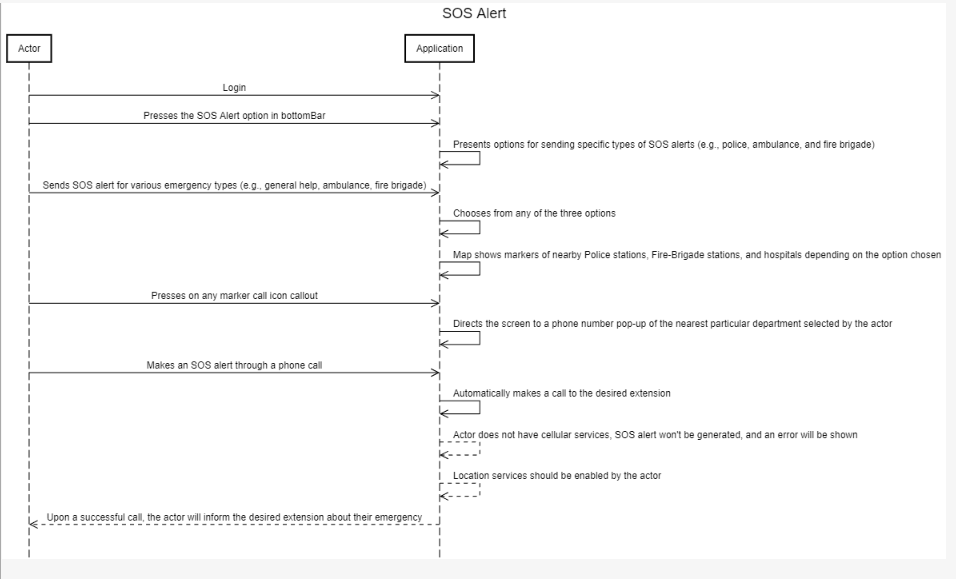 SOS Alert
Actor
Application
Login
Presses the SOS Alert option in bottomBar
Presents options for sending specific types of SOS alerts (e.g., police, ambulance, and fire brigade)
Sends SOS alert for various emergency types (e.g., general help, ambulance, fire brigade)
Chooses from any of the three options
Map shows markers of nearby Police stations, Fire-Brigade stations, and hospitals depending on the option chosen
Presses on any marker call icon callout
Directs the screen to a phone number pop-up of the nearest particular department selected by the actor
Makes an SOS alert through a phone call
Automatically makes a call to the desired extension
Actor does not have cellular services, SOS alert won't be generated, and an error will be shown
Location services should be enabled by the actor
Upon a successful call, the actor will inform the desired extension about their emergency